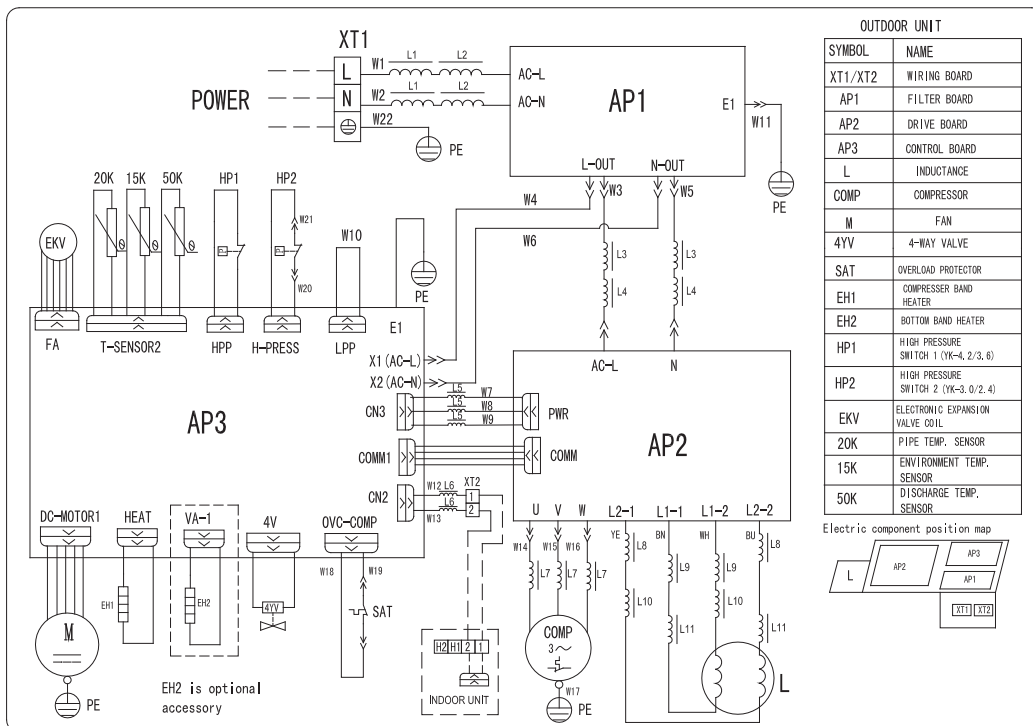 XT1
L1
L2
W1
L
AC-L
L1
L2
POWER
N
W2
AC-N
AP1
E1
W22
W11
PE
L-OUT
N-OUT
PE
20K
15K
50K
HP1
HP2
W4
W3
W5
W21
EKV
θ
θ
θ
P
P
W10
W6
W20
L3
L3
PE
L4
L4
FA
T-SENSOR2
HPP
H-PRESS
LPP
E1
X1(AC-L)
X2(AC-N)
AC-L
N
AP3
CN3
L5
W7
L5
W8
L5
W9
PWR
AP2
COMM1
COMM
CN2
W12
L6
XT2
1
W13
L6
2
U
V
W
L2-1
L1-1
L1-2
L2-2
DC-MOTOR1
HEAT
VA-1
4V
OVC-COMP
W14
W15
W16
YE
BN
WH
BU
W18
W19
L7
L7
L7
L8
L9
L9
L8
EH1
EH2
4YV
SAT
L10
L11
L10
L11
M
COMP
3~
L
H2
H1
2
1
INDOOR UNIT
PE
W17
PE
EH2 is optional
accessory
OUTDOOR UNIT
SYMBOL NAME
XT1/XT2 WIRING BOARD
AP1 FILTER BOARD
AP2 DRIVE BOARD
AP3 CONTROL BOARD
L INDUCTANCE
COMP COMPRESSOR
M FAN
4YV 4-WAY VALVE
SAT OVERLOAD PROTECTOR
EH1 COMPRESSER BAND
HEATER
EH2 BOTTOM BAND HEATER
HP1 HIGH PRESSURE
SWITCH 1 (YK-4.2/3.6)
HP2 HIGH PRESSURE
SWITCH 2 (YK-3.0/2.4)
EKV ELECTRONIC EXPANSION
VALVE COIL
20K PIPE TEMP. SENSOR
15K ENVIRONMENT TEMP.
SENSOR
50K DISCHARGE TEMP.
SENSOR
Electric component position map
L
AP2
AP3
AP1
XT1
XT2